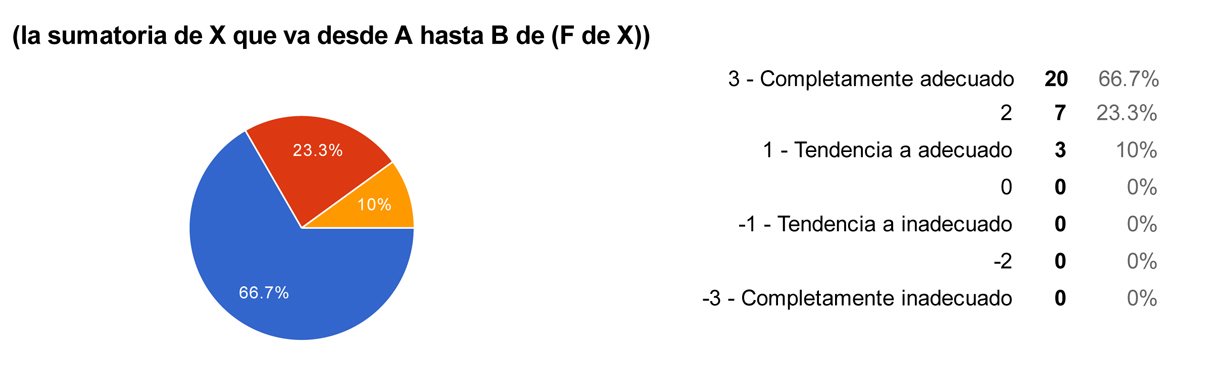 (la sumatoria de X que va desde A hasta B de (F de X))
3 - Completamente adecuado 20 66.7%
2 7 23.3%
1 - Tendencia a adecuado 3 10%
0 0 0%
-1 - Tendencia a inadecuado 0 0%
-2 0 0%
-3 - Completamente inadecuado 0 0%
23.3%
10%
66.7%